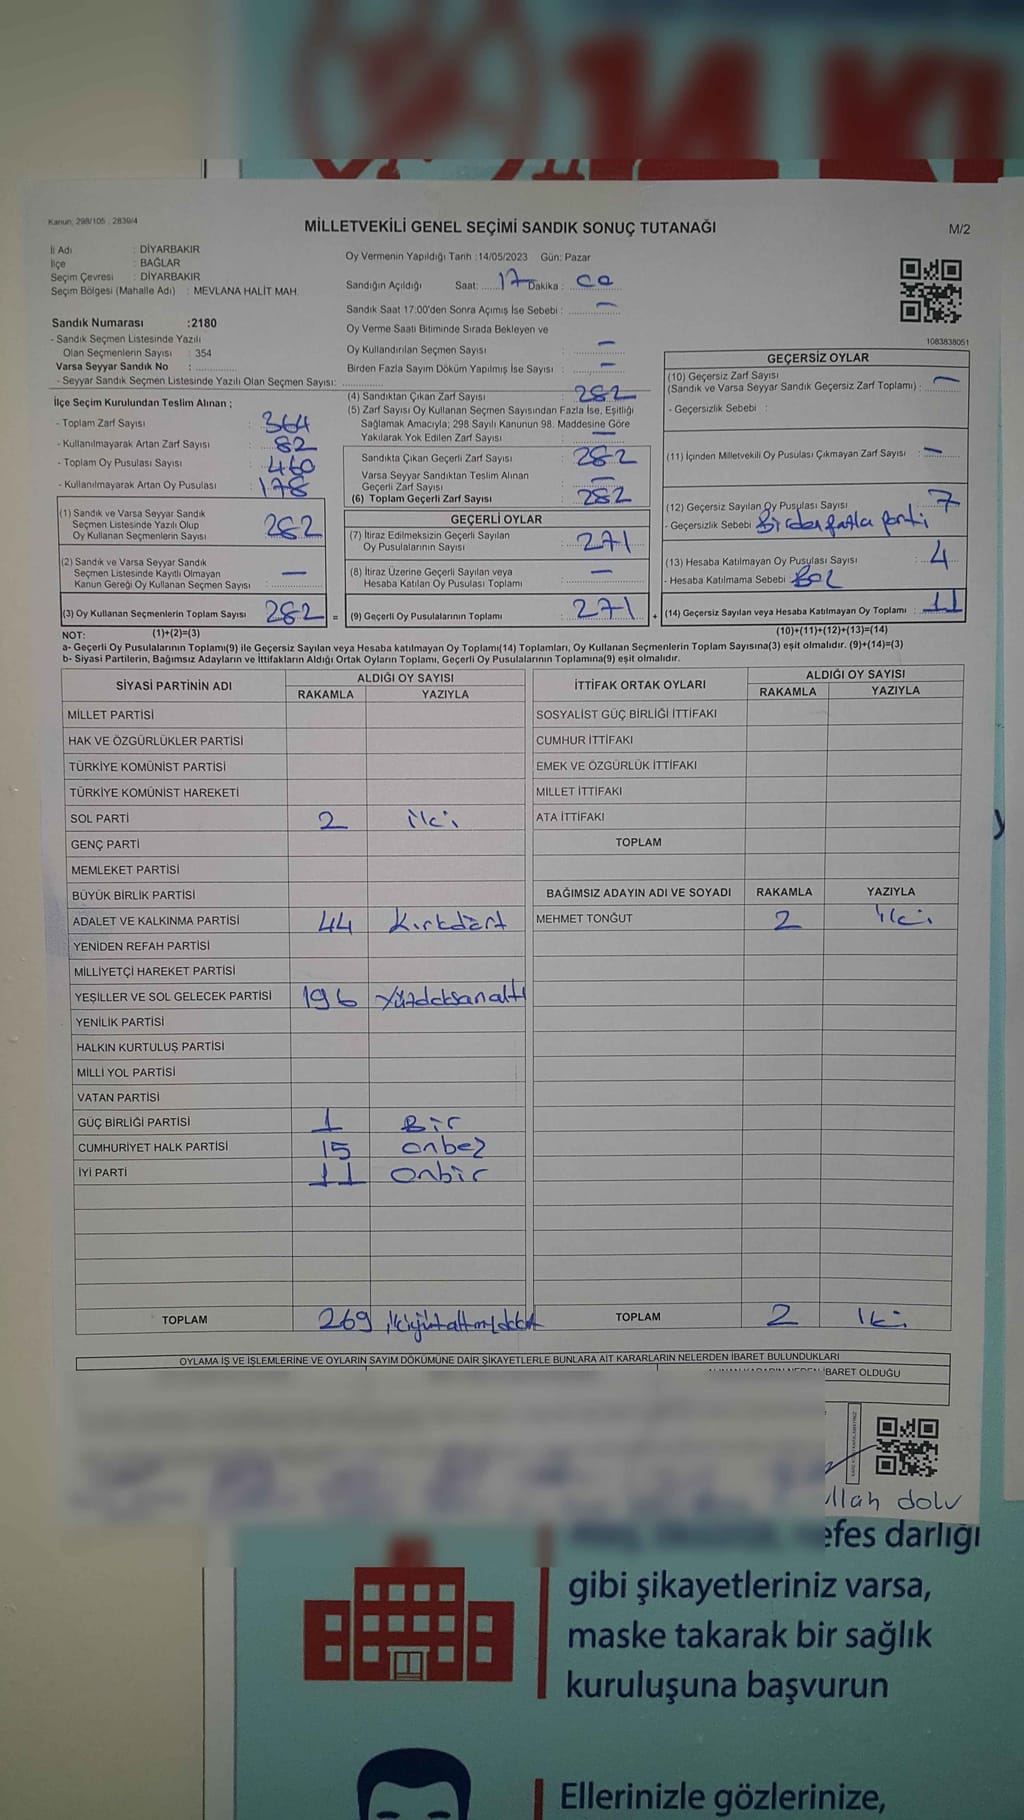 Kanun: 298/105 , 2839/4
MİLLETVEKİLİ GENEL SEÇİMİ SANDIK SONUÇ TUTANAĞI
M/2
İl Adı : DİYARBAKIR
İlçe : BAĞLAR
Seçim Çevresi : DİYARBAKIR
Seçim Bölgesi (Mahalle Adı) : MEVLANA HALİT MAH.
Sandık Numarası :2180
- Sandık Seçmen Listesinde Yazılı
Olan Seçmenlerin Sayısı : 354
Varsa Seyyar Sandık No :
- Seyyar Sandık Seçmen Listesinde Yazılı Olan Seçmen Sayısı:
İlçe Seçim Kurulundan Teslim Alınan ;
- Toplam Zarf Sayısı : 364
- Kullanılmayarak Artan Zarf Sayısı : 82
- Toplam Oy Pusulası Sayısı : 460
- Kullanılmayarak Artan Oy Pusulası : 178
(1) Sandık ve Varsa Seyyar Sandık
Seçmen Listesinde Yazılı Olup
Oy Kullanan Seçmenlerin Sayısı : 282
(2) Sandık ve Varsa Seyyar Sandık
Seçmen Listesinde Kayıtlı Olmayan
Kanun Gereği Oy Kullanan Seçmen Sayısı : —
(3) Oy Kullanan Seçmenlerin Toplam Sayısı : 282 =
Oy Vermenin Yapıldığı Tarih :14/05/2023 Gün: Pazar
Sandığın Açıldığı Saat: 17 Dakika : 00
Sandık Saat 17:00'den Sonra Açımış İse Sebebi : —
Oy Verme Saati Bitiminde Sırada Bekleyen ve
Oy Kullandırılan Seçmen Sayısı : —
Birden Fazla Sayım Döküm Yapılmış İse Sayısı : —
(4) Sandıktan Çıkan Zarf Sayısı : 282
(5) Zarf Sayısı Oy Kullanan Seçmen Sayısından Fazla İse, Eşitliği
Sağlamak Amacıyla; 298 Sayılı Kanunun 98. Maddesine Göre
Yakılarak Yok Edilen Zarf Sayısı : —
Sandıkta Çıkan Geçerli Zarf Sayısı : 282
Varsa Seyyar Sandıktan Teslim Alınan
Geçerli Zarf Sayısı : —
(6) Toplam Geçerli Zarf Sayısı : 282
GEÇERLİ OYLAR
(7) İtiraz Edilmeksizin Geçerli Sayılan
Oy Pusulalarının Sayısı : 271
(8) İtiraz Üzerine Geçerli Sayılan veya
Hesaba Katılan Oy Pusulası Toplamı : —
(9) Geçerli Oy Pusulalarının Toplamı : 271 +
1083838051
GEÇERSİZ OYLAR
(10) Geçersiz Zarf Sayısı
(Sandık ve Varsa Seyyar Sandık Geçersiz Zarf Toplamı) : —
- Geçersizlik Sebebi :
(11) İçinden Milletvekili Oy Pusulası Çıkmayan Zarf Sayısı : —
(12) Geçersiz Sayılan Oy Pusulası Sayısı : 7
- Geçersizlik Sebebi Birden fazla parti
(13) Hesaba Katılmayan Oy Pusulası Sayısı : 4
- Hesaba Katılmama Sebebi Boş
(14) Geçersiz Sayılan veya Hesaba Katılmayan Oy Toplamı : 11
NOT: (1)+(2)=(3) (10)+(11)+(12)+(13)=(14)
a- Geçerli Oy Pusulalarının Toplamı(9) ile Geçersiz Sayılan veya Hesaba katılmayan Oy Toplamı(14) Toplamları, Oy Kullanan Seçmenlerin Toplam Sayısına(3) eşit olmalıdır. (9)+(14)=(3)
b- Siyasi Partilerin, Bağımsız Adayların ve İttifakların Aldığı Ortak Oyların Toplamı, Geçerli Oy Pusulalarının Toplamına(9) eşit olmalıdır.
SİYASİ PARTİNİN ADI
ALDIĞI OY SAYISI
RAKAMLA YAZIYLA
MİLLET PARTİSİ
HAK VE ÖZGÜRLÜKLER PARTİSİ
TÜRKİYE KOMÜNİST PARTİSİ
TÜRKİYE KOMÜNİST HAREKETİ
SOL PARTİ 2 iki
GENÇ PARTİ
MEMLEKET PARTİSİ
BÜYÜK BİRLİK PARTİSİ
ADALET VE KALKINMA PARTİSİ 44 Kırkdört
YENİDEN REFAH PARTİSİ
MİLLİYETÇİ HAREKET PARTİSİ
YEŞİLLER VE SOL GELECEK PARTİSİ 196 Yüzdoksanaltı
YENİLİK PARTİSİ
HALKIN KURTULUŞ PARTİSİ
MİLLİ YOL PARTİSİ
VATAN PARTİSİ
GÜÇ BİRLİĞİ PARTİSİ 1 Bir
CUMHURİYET HALK PARTİSİ 15 onbeş
İYİ PARTİ 11 onbir
TOPLAM 269
İTTİFAK ORTAK OYLARI
ALDIĞI OY SAYISI
RAKAMLA YAZIYLA
SOSYALİST GÜÇ BİRLİĞİ İTTİFAKI
CUMHUR İTTİFAKI
EMEK VE ÖZGÜRLÜK İTTİFAKI
MİLLET İTTİFAKI
ATA İTTİFAKI
TOPLAM
BAĞIMSIZ ADAYIN ADI VE SOYADI RAKAMLA YAZIYLA
MEHMET TONĞUT 2 iki
TOPLAM 2 iki
OYLAMA İŞ VE İŞLEMLERİNE VE OYLARIN SAYIM DÖKÜMÜNE DAİR ŞİKAYETLERLE BUNLARA AİT KARARLARIN NELERDEN İBARET BULUNDUKLARI
İBARET OLDUĞU
ullah dolu
efes darlığı
gibi şikayetleriniz varsa,
maske takarak bir sağlık
kuruluşuna başvurun
Ellerinizle gözlerinize,